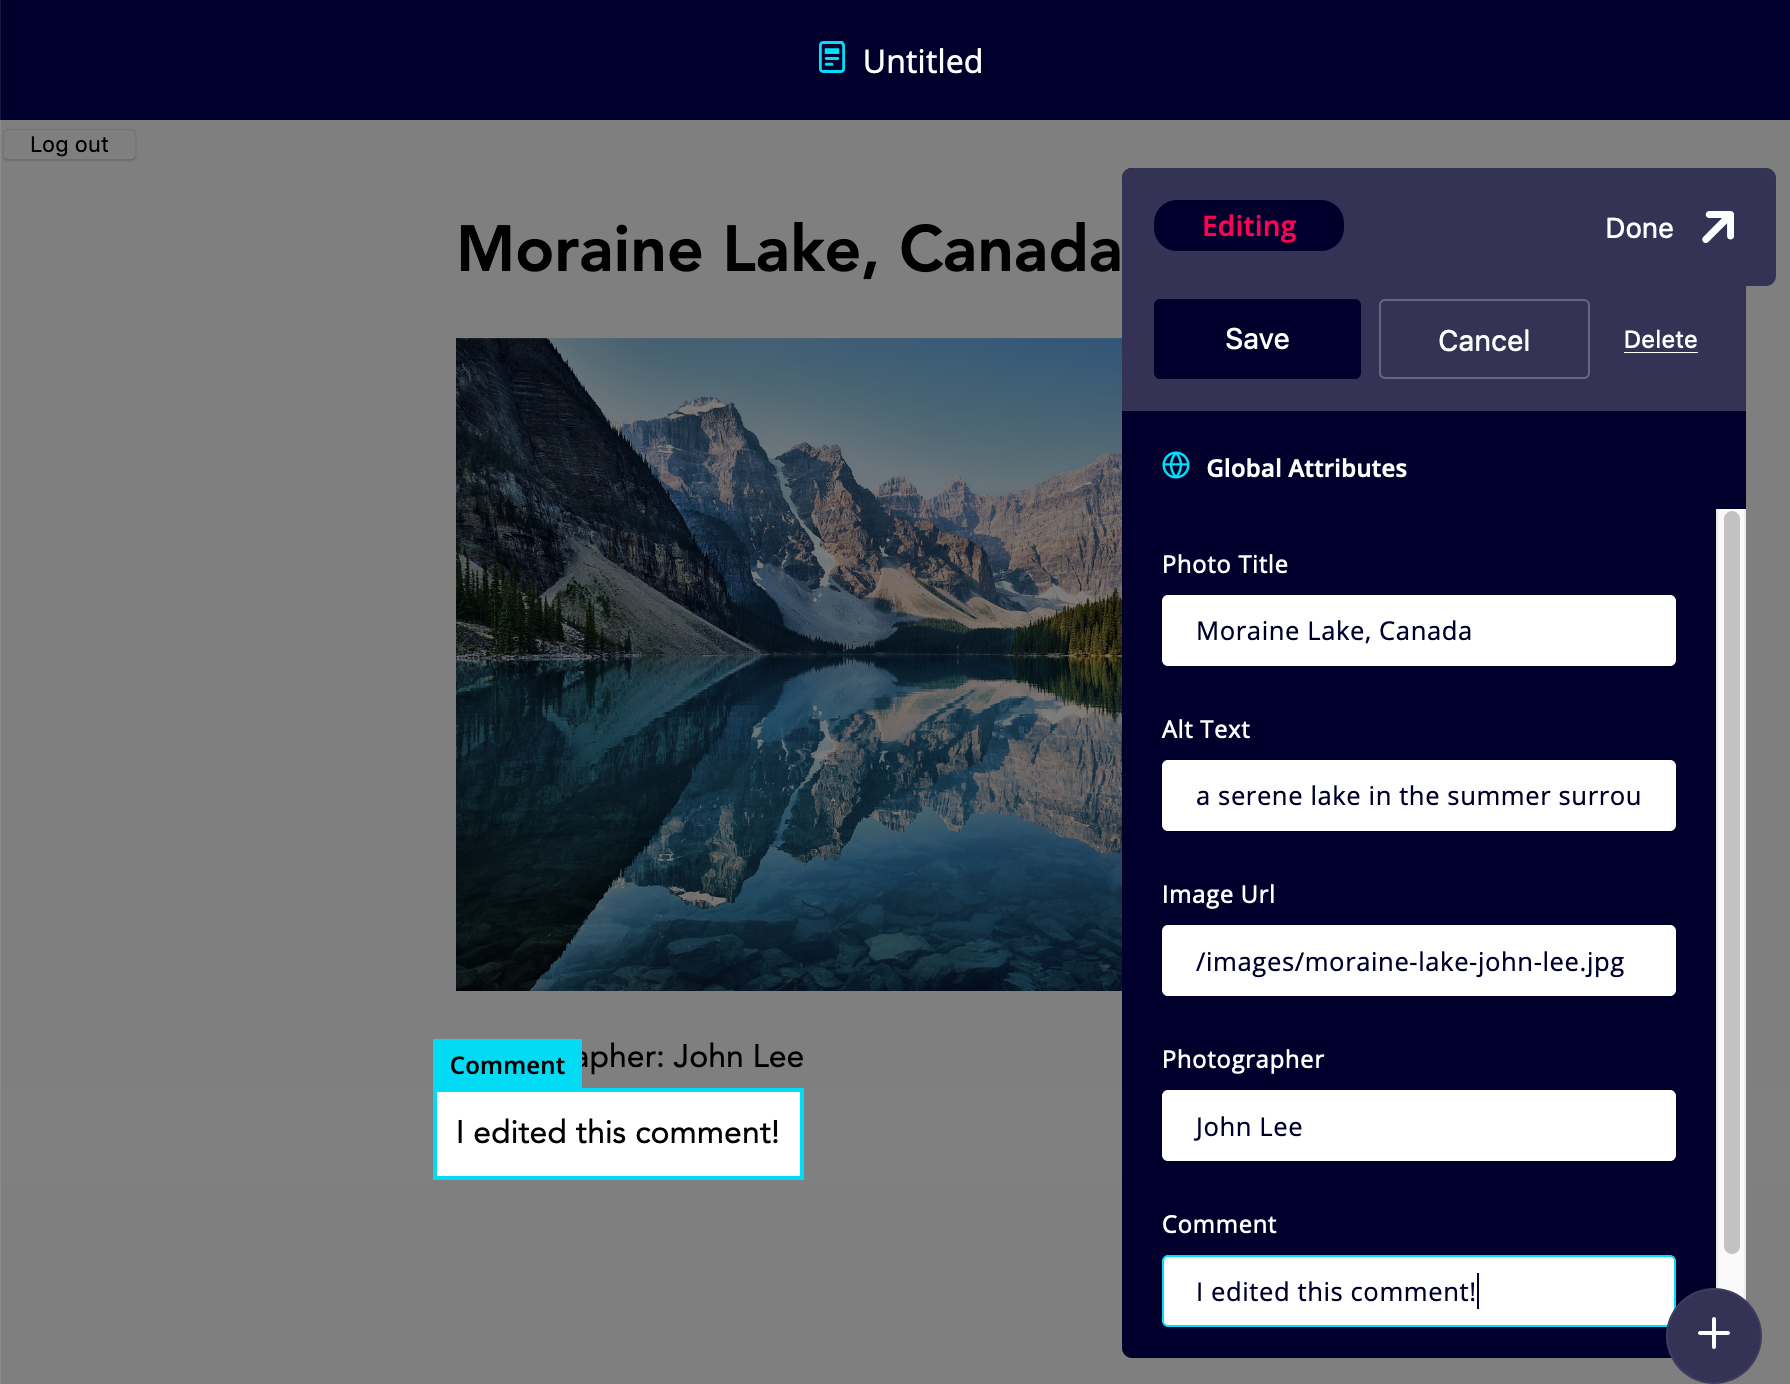 Untitled
Log out
Moraine Lake, Canada
Editing
Done
Save
Cancel
Delete
Global Attributes
Photo Title
Moraine Lake, Canada
Alt Text
a serene lake in the summer surrou
Image Url
/images/moraine-lake-john-lee.jpg
Photographer
John Lee
Comment
I edited this comment!
apher: John Lee
Comment
I edited this comment!